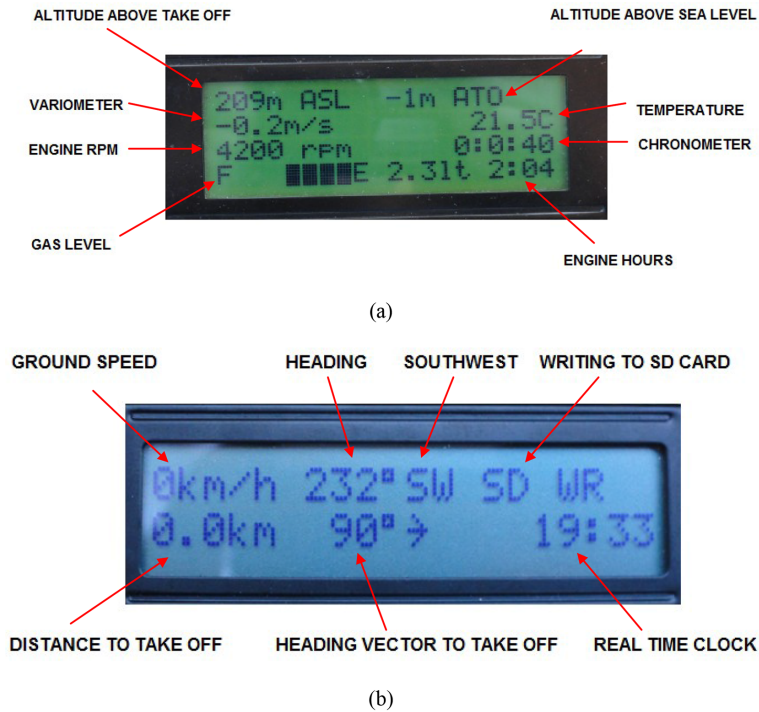 ALTITUDE ABOVE TAKE OFF
ALTITUDE ABOVE SEA LEVEL
VARIOMETER
ENGINE RPM
GAS LEVEL
209m ASL -1m ATO
-0.2m/s 21.5C
4200 rpm 0:0:40
F E 2.3lt 2:04
TEMPERATURE
CHRONOMETER
ENGINE HOURS
(a)
GROUND SPEED
HEADING
SOUTHWEST
WRITING TO SD CARD
0km/h 232° SW SD WR
0.0km 90°→ 19:33
DISTANCE TO TAKE OFF
HEADING VECTOR TO TAKE OFF
REAL TIME CLOCK
(b)